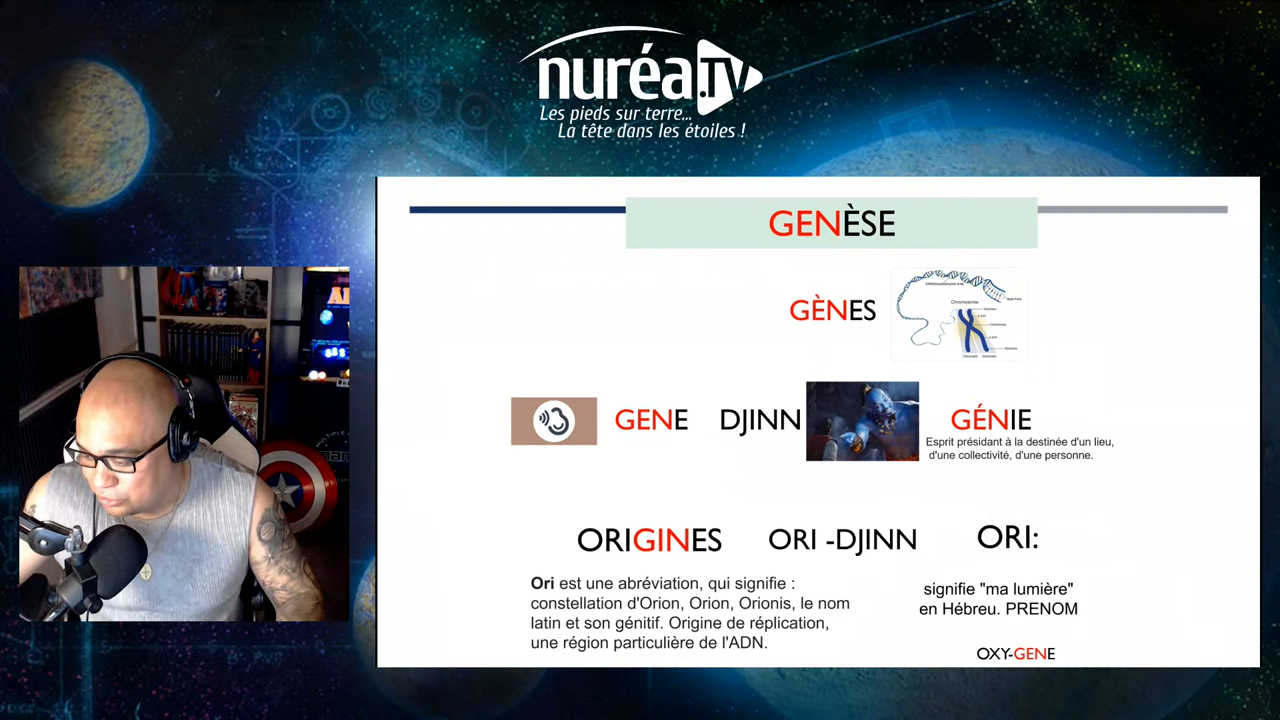 nuréa.TV
Les pieds sur terre...
La tête dans les étoiles !
GENÈSE
GÈNES
Chromosome
GENE DJINN GÉNIE
Esprit présidant à la destinée d'un lieu,
d'une collectivité, d'une personne.
ORIGINES ORI -DJINN ORI:
Ori est une abréviation, qui signifie :
constellation d'Orion, Orion, Orionis, le nom
latin et son génitif. Origine de réplication,
une région particulière de l'ADN.
signifie "ma lumière"
en Hébreu. PRENOM
OXY-GENE